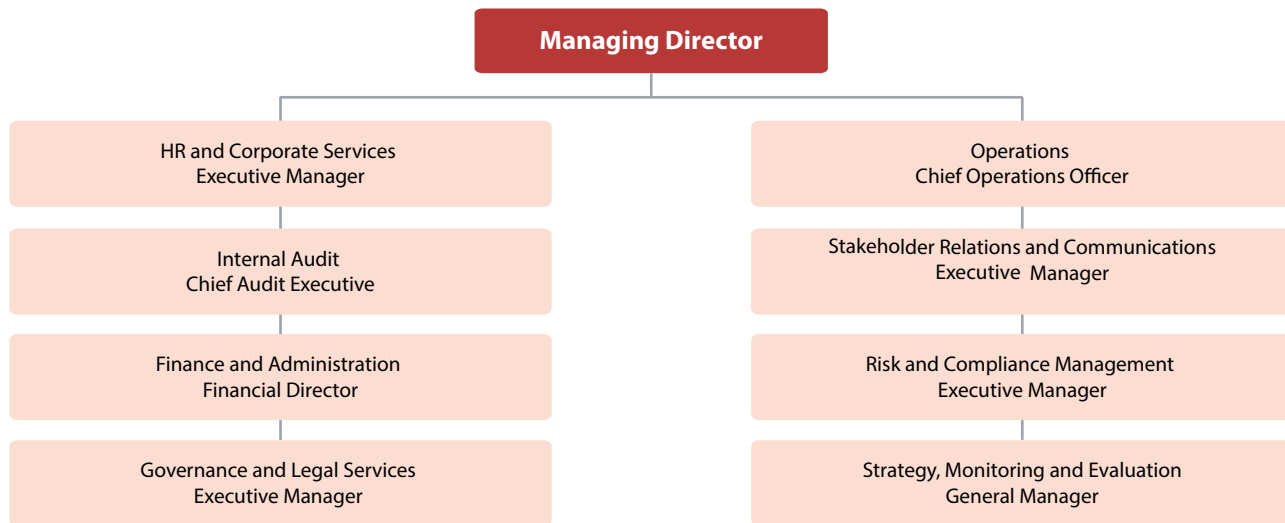 Managing Director
HR and Corporate Services
Executive Manager
Internal Audit
Chief Audit Executive
Finance and Administration
Financial Director
Governance and Legal Services
Executive Manager
Operations
Chief Operations Officer
Stakeholder Relations and Communications
Executive Manager
Risk and Compliance Management
Executive Manager
Strategy, Monitoring and Evaluation
General Manager